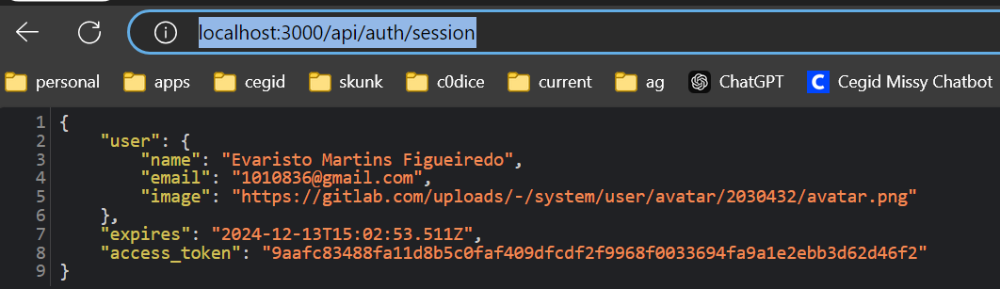 localhost:3000/api/auth/session
personal apps cegid skunk c0dice current ag ChatGPT C Cegid Missy Chatbot
1 {
2 "user": {
3 "name": "Evaristo Martins Figueiredo",
4 "email": "1010836@gmail.com",
5 "image": "https://gitlab.com/uploads/-/system/user/avatar/2030432/avatar.png"
6 },
7 "expires": "2024-12-13T15:02:53.511Z",
8 "access_token": "9aafc83488fa11d8b5c0faf409dfcdf2f9968f0033694fa9a1e2ebb3d62d46f2"
9 }